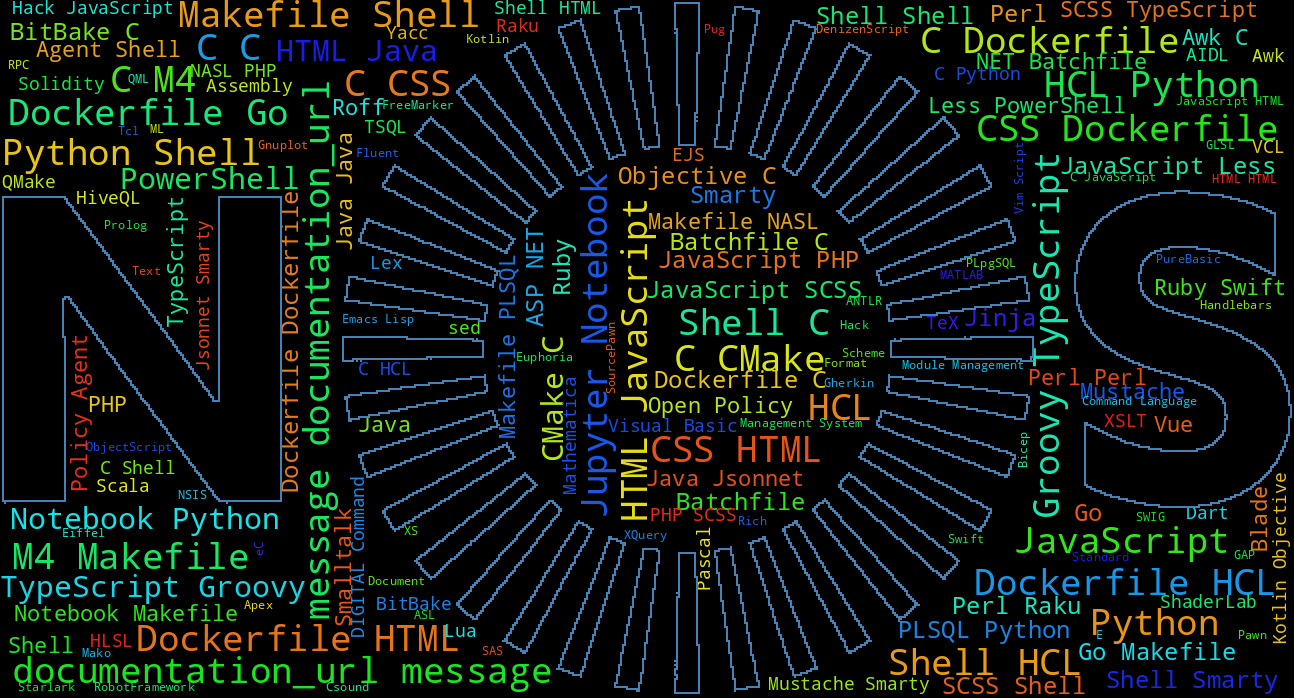 Hack JavaScript
Makefile Shell
Shell HTML
Raku
Kotlin
Pug
Shell Shell
DenizenScript
Perl
SCSS TypeScript
BitBake C
Agent Shell
C C
HTML Java
Yacc
C Dockerfile
Awk C
AIDL
Awk
RPC
Solidity
C
QML
M4
NASL PHP
Assembly
C CSS
NET Batchfile
C Python
HCL Python
Dockerfile Go
Roff
FreeMarker
TSQL
Less PowerShell
JavaScript HTML
CSS Dockerfile
Tcl
ML
Python Shell
Gnuplot
Fluent
Java Java
EJS
GLSL
VCL
QMake
PowerShell
HiveQL
Objective C
Smarty
Vim Script
JavaScript Less
C JavaScript
HTML HTML
Prolog
Text
TypeScript
Jsonnet Smarty
Dockerfile Dockerfile
message documentation_url
Lex
Emacs Lisp
sed
C HCL
Makefile PLSQL
ASP NET
Ruby
Euphoria
CMake C
Mathematica
Jupyter Notebook
SourcePawn
HTML JavaScript
Makefile NASL
Batchfile C
JavaScript PHP
JavaScript SCSS
ANTLR
Shell C
Hack
C CMake
Scheme
Format
Dockerfile C
Gherkin
Open Policy
HCL
Visual Basic
Management System
CSS HTML
Java Jsonnet
Batchfile
PHP SCSS
Rich
XQuery
Pascal
PLpgSQL
MATLAB
TeX
Jinja
Module Management
Groovy TypeScript
PureBasic
Ruby Swift
Handlebars
Perl Perl
Mustache
Command Language
XSLT
Vue
Bicep
Policy Agent
PHP
ObjectScript
C Shell
Scala
NSIS
Java
Notebook Python
Eiffel
M4 Makefile
eC
TypeScript Groovy
Notebook Makefile
Apex
Shell
HLSL
Mako
Dockerfile HTML
Lua
SAS
documentation_url message
Starlark
RobotFramework
Csound
Smalltalk
DIGITAL Command
XS
Document
BitBake
ASL
Go
SWIG
Dart
Blade
Kotlin Objective
Swift
JavaScript
Standard
GAP
Dockerfile HCL
Perl Raku
ShaderLab
PLSQL Python
Python
E
Pawn
Go Makefile
Shell HCL
Mustache Smarty
SCSS Shell
Shell Smarty